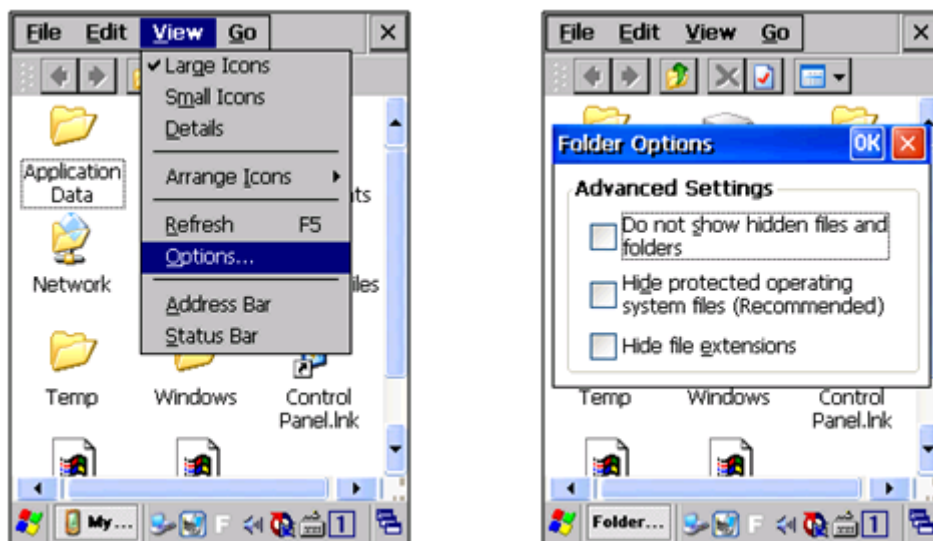 File Edit View Go
Large Icons
Small Icons
Details
Arrange Icons
Refresh F5
Options...
Address Bar
Status Bar
Application
Data
ts
Network
iles
Temp Windows Control
Panel.lnk
My...
F
1
File Edit View Go
Folder Options OK
Advanced Settings
Do not show hidden files and
folders
Hide protected operating
system files (Recommended)
Hide file extensions
Temp Windows Control
Panel.lnk
Folder...
F
1